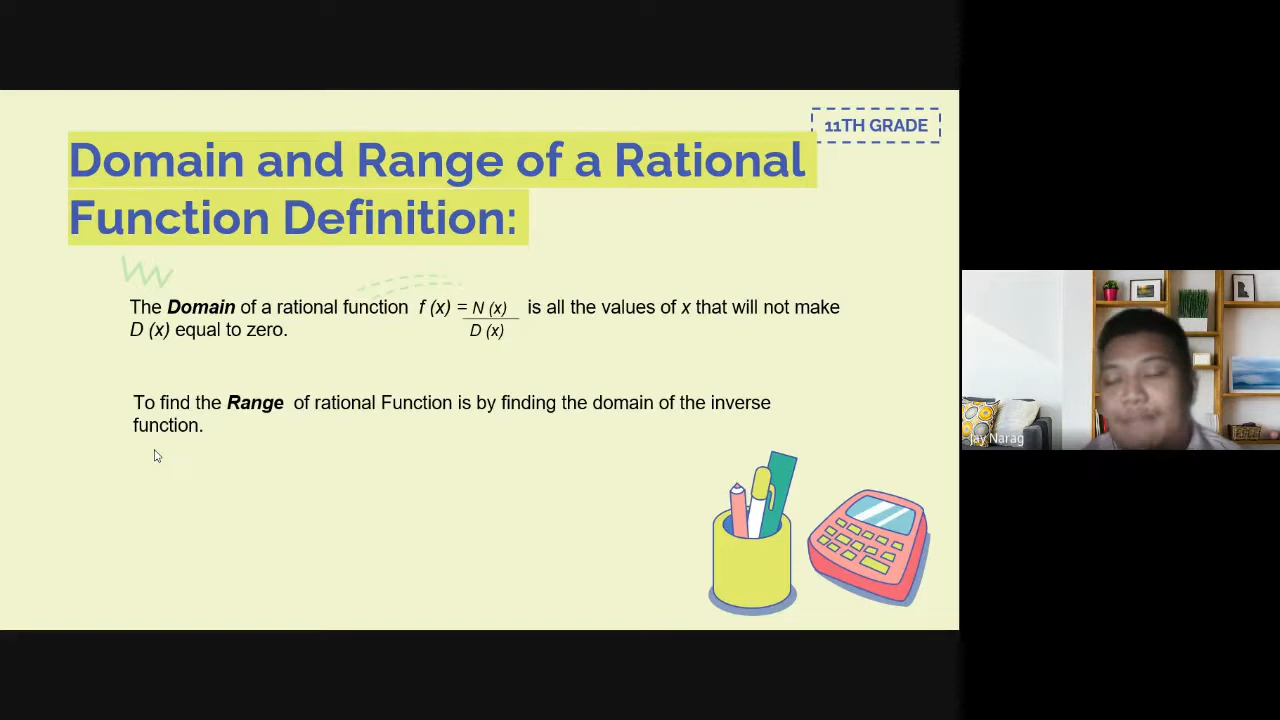 11TH GRADE
Domain and Range of a Rational
Function Definition:
The Domain of a rational function f (x) = N (x) is all the values of x that will not make
D (x) equal to zero. D (x)
To find the Range of rational Function is by finding the domain of the inverse
function.
Jay Narag